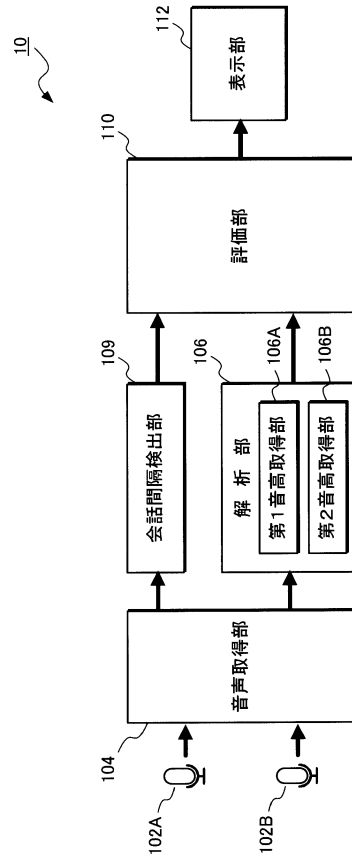 10
102A
102B
104
音声取得部
109
会話間隔検出部
106
解析部
106A
第1音高取得部
106B
第2音高取得部
110
評価部
112
表示部